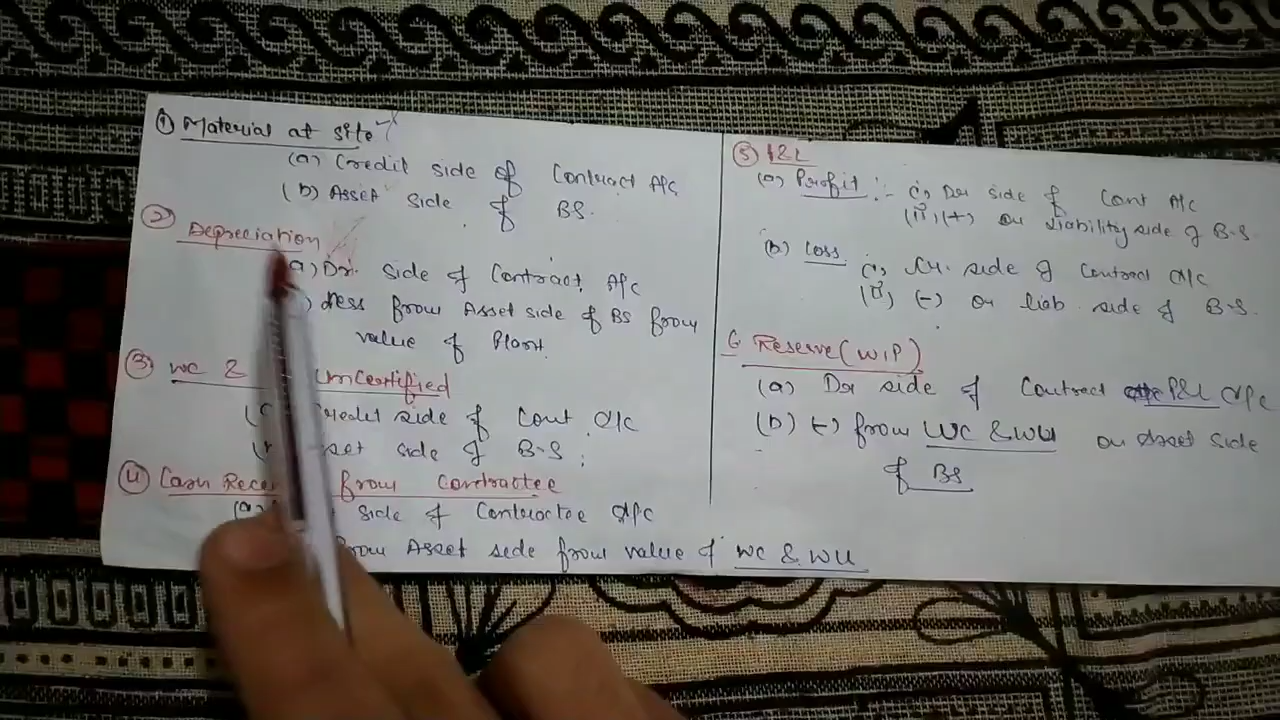 ① Material at site
(a) Credit side of Contract A/c
(b) Asset side of BS.
② Depreciation
(a) Dr. side of Contract A/c
) Less from Asset side of BS from
value of Plant.
③ WC & Uncertified
Credit side of Cont A/c
side of B-S.
④ Cash from Contractee
(a) side of Contractee A/c
from Asset side from value of WC & WU
⑤ P&L
(a) Profit :- (i) Dr side of Cont A/c
(ii) (+) on liability side of B-S.
(b) Loss (i) Cr. side of Contract A/c
(ii) (-) on liab. side of B-S.
6 Reserve (WIP)
(a) Dr side of Contract P&L A/c
(b) (-) from WC & WU on Asset side
of BS